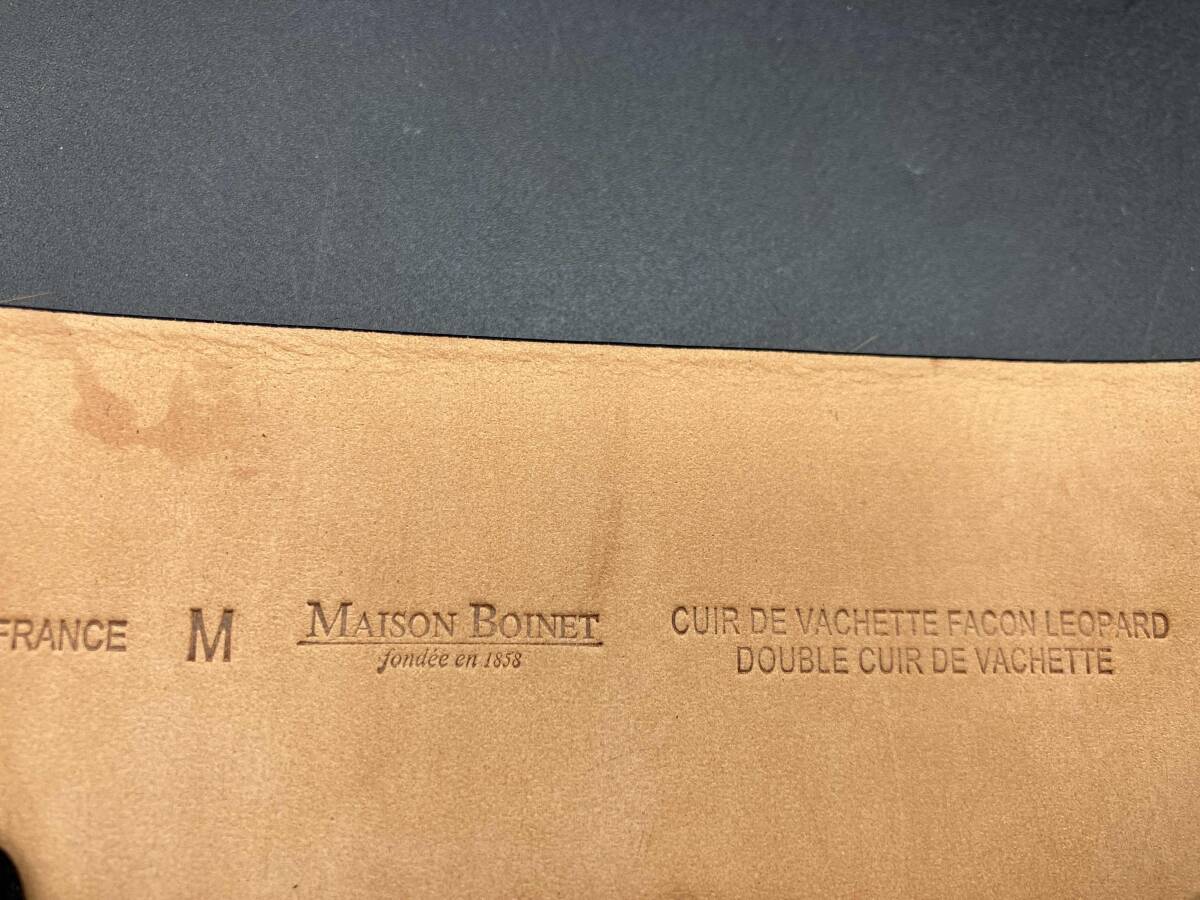 FRANCE
M
MAISON BOINET
fondée en 1858
CUIR DE VACHETTE FACON LEOPARD
DOUBLE CUIR DE VACHETTE